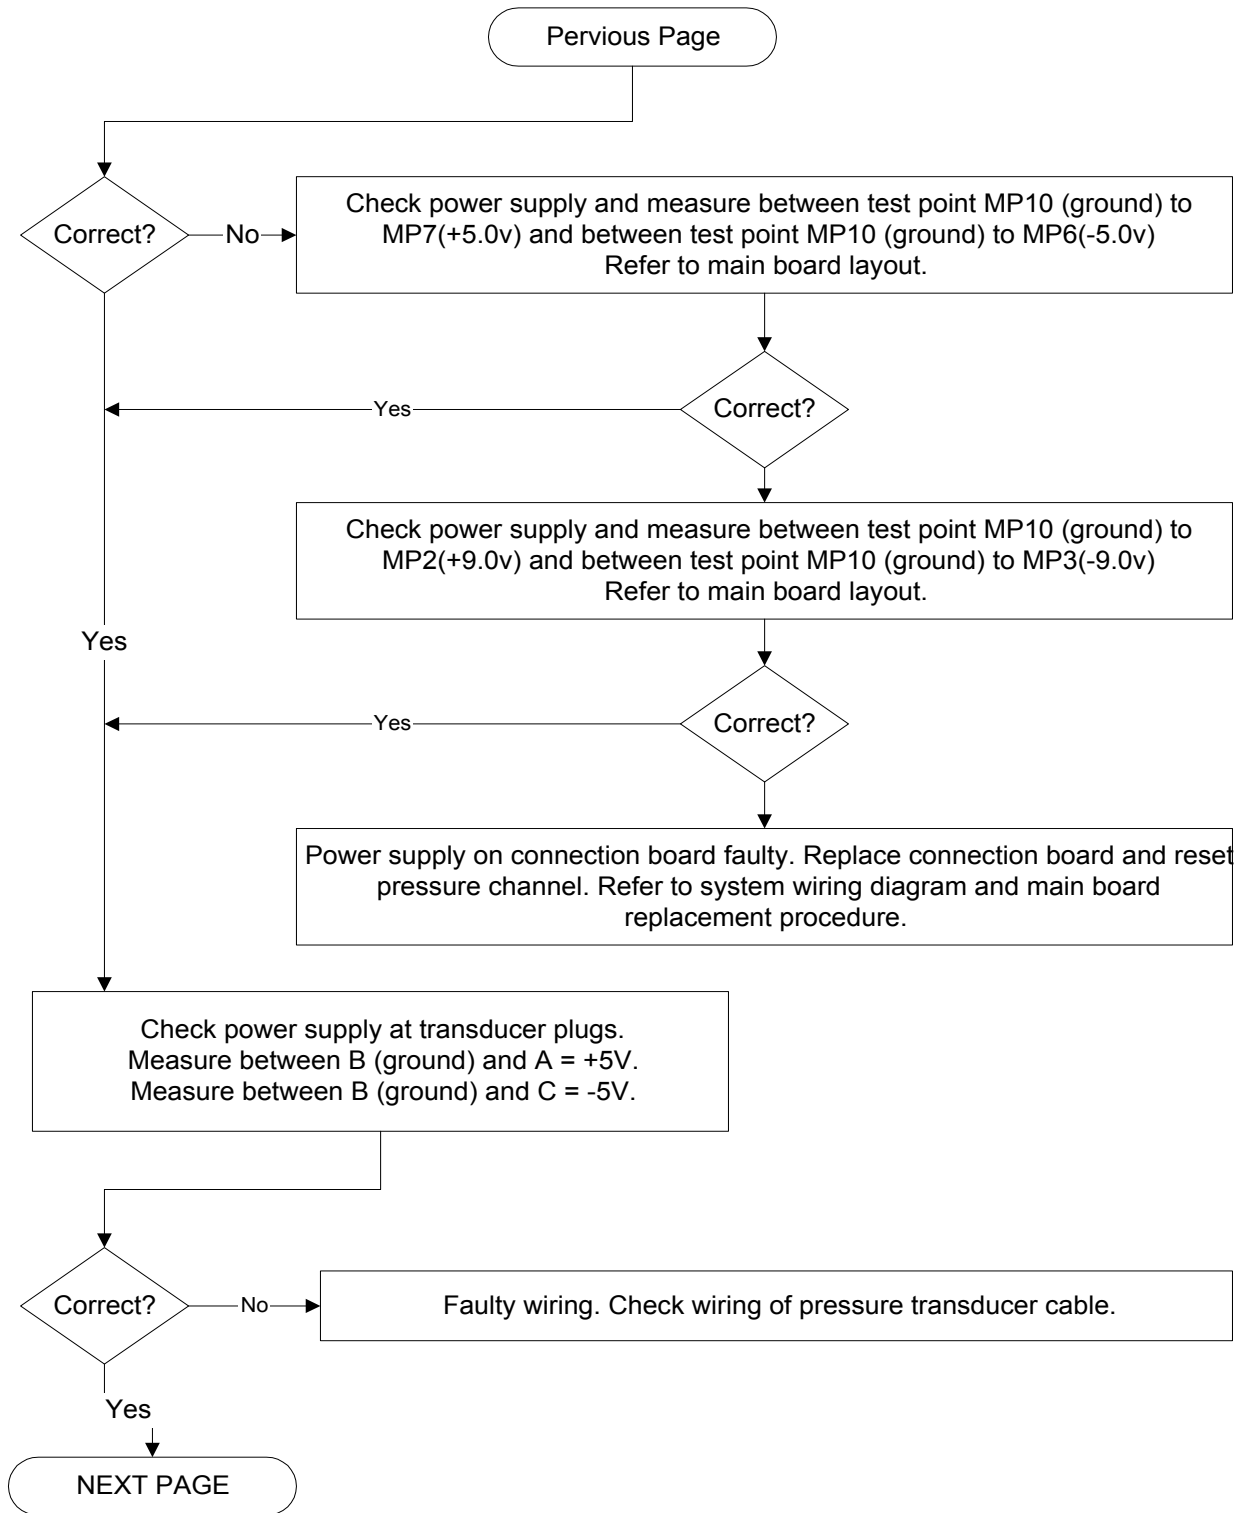 Pervious Page
Correct?
No
Check power supply and measure between test point MP10 (ground) to
MP7(+5.0v) and between test point MP10 (ground) to MP6(-5.0v)
Refer to main board layout.
Yes
Correct?
Check power supply and measure between test point MP10 (ground) to
MP2(+9.0v) and between test point MP10 (ground) to MP3(-9.0v)
Refer to main board layout.
Yes
Yes
Correct?
Power supply on connection board faulty. Replace connection board and reset
pressure channel. Refer to system wiring diagram and main board
replacement procedure.
Check power supply at transducer plugs.
Measure between B (ground) and A = +5V.
Measure between B (ground) and C = -5V.
Correct?
No
Faulty wiring. Check wiring of pressure transducer cable.
Yes
NEXT PAGE